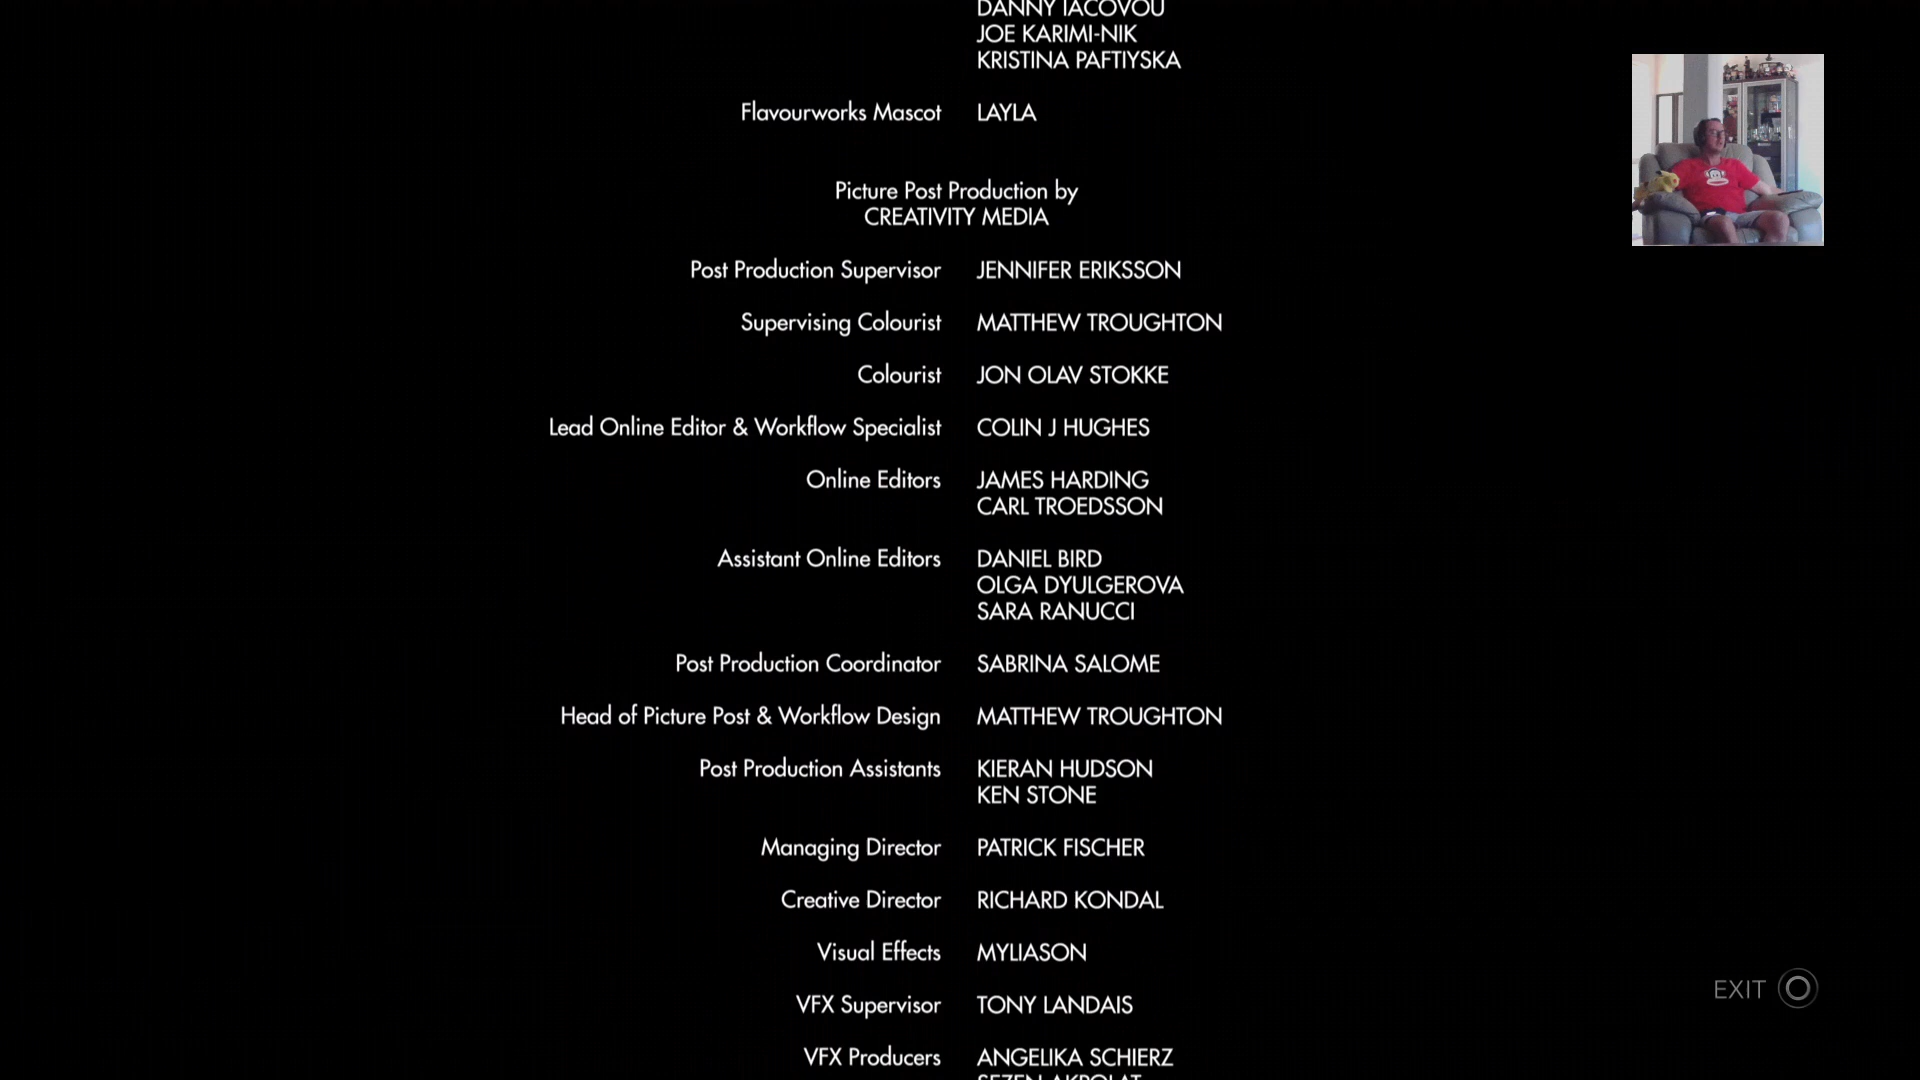 DANNY IACOVOU
JOE KARIMI-NIK
KRISTINA PAFTIYSKA
Flavourworks Mascot LAYLA
Picture Post Production by
CREATIVITY MEDIA
Post Production Supervisor JENNIFER ERIKSSON
Supervising Colourist MATTHEW TROUGHTON
Colourist JON OLAV STOKKE
Lead Online Editor & Workflow Specialist COLIN J HUGHES
Online Editors JAMES HARDING
CARL TROEDSSON
Assistant Online Editors DANIEL BIRD
OLGA DYULGEROVA
SARA RANUCCI
Post Production Coordinator SABRINA SALOME
Head of Picture Post & Workflow Design MATTHEW TROUGHTON
Post Production Assistants KIERAN HUDSON
KEN STONE
Managing Director PATRICK FISCHER
Creative Director RICHARD KONDAL
Visual Effects MYLIASON
VFX Supervisor TONY LANDAIS
VFX Producers ANGELIKA SCHIERZ
EXIT